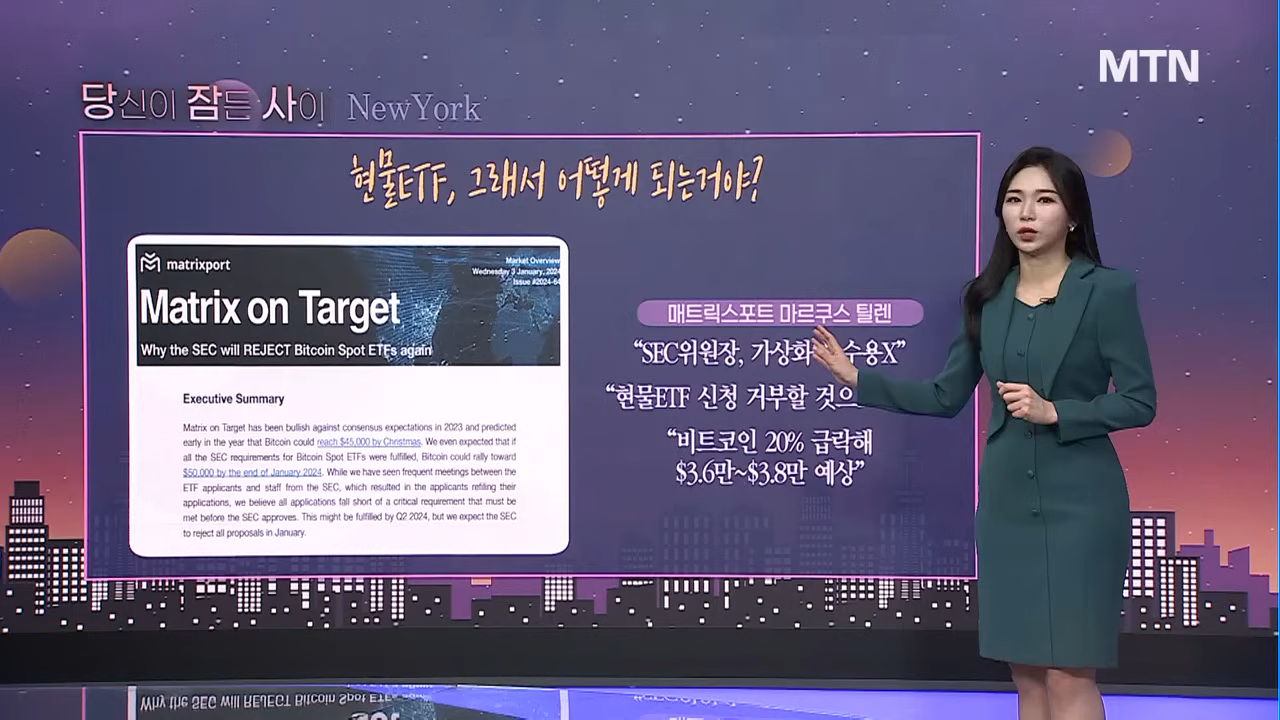 MTN
당신이 잠든 사이 NewYork
현물ETF, 그래서 어떻게 되는거야?
matrixport
Market Overview
Wednesday 3 January, 2024
Matrix on Target
Why the SEC will REJECT Bitcoin Spot ETFs again
Executive Summary
Matrix on Target has been bullish against consensus expectations in 2023 and predicted
early in the year that Bitcoin could reach $45,000 by Christmas. We even expected that if
all the SEC requirements for Bitcoin Spot ETFs were fulfilled, Bitcoin could rally toward
$50,000 by the end of January 2024. While we have seen frequent meetings between the
ETF applicants and staff from the SEC, which resulted in the applicants refiling their
applications, we believe all applications fall short of a critical requirement that must be
met before the SEC approves. This might be fulfilled by Q2 2024, but we expect the SEC
to reject all proposals in January.
매트릭스포트 마르쿠스 틸렌
“SEC위원장, 가상화 수용X”
“현물ETF 신청 거부할 것으
“비트코인 20% 급락해
$3.6만~$3.8만 예상”